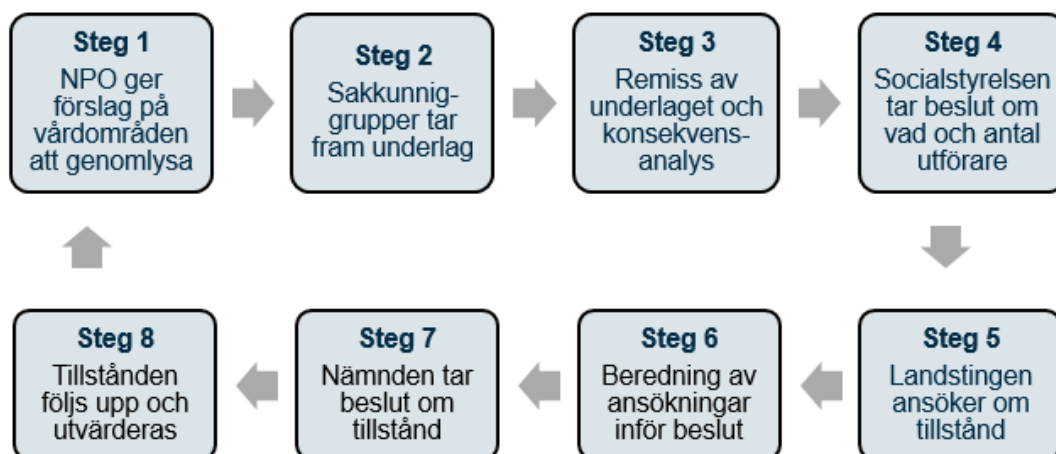 Steg 1
NPO ger
förslag på
vårdområden
att genomlysa
Steg 2
Sakkunnig-
grupper tar
fram underlag
Steg 3
Remiss av
underlaget och
konsekvens-
analys
Steg 4
Socialstyrelsen
tar beslut om
vad och antal
utförare
Steg 5
Landstingen
ansöker om
tillstånd
Steg 6
Beredning av
ansökningar
inför beslut
Steg 7
Nämnden tar
beslut om
tillstånd
Steg 8
Tillstånden
följs upp och
utvärderas